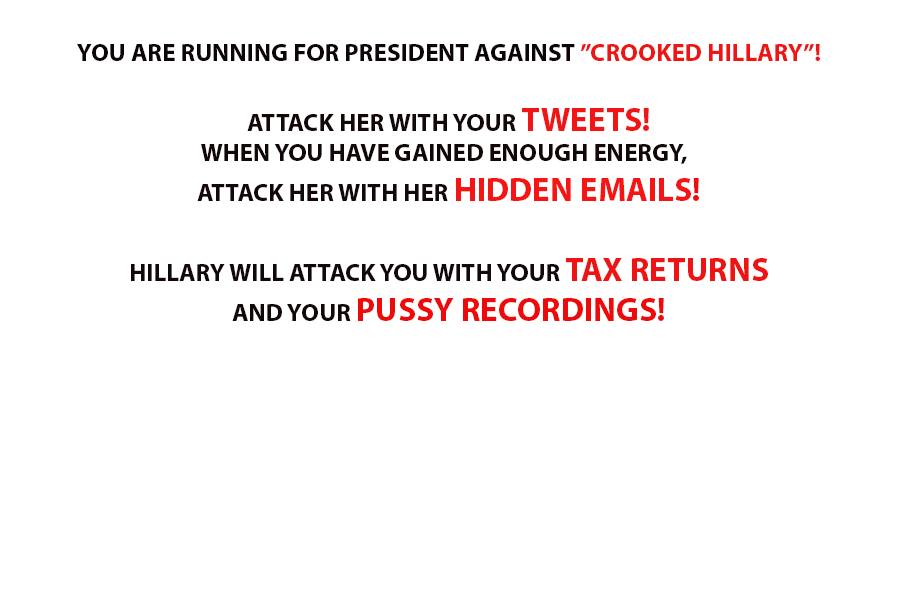 YOU ARE RUNNING FOR PRESIDENT AGAINST ”CROOKED HILLARY”!
ATTACK HER WITH YOUR TWEETS!
WHEN YOU HAVE GAINED ENOUGH ENERGY,
ATTACK HER WITH HER HIDDEN EMAILS!
HILLARY WILL ATTACK YOU WITH YOUR TAX RETURNS
AND YOUR PUSSY RECORDINGS!